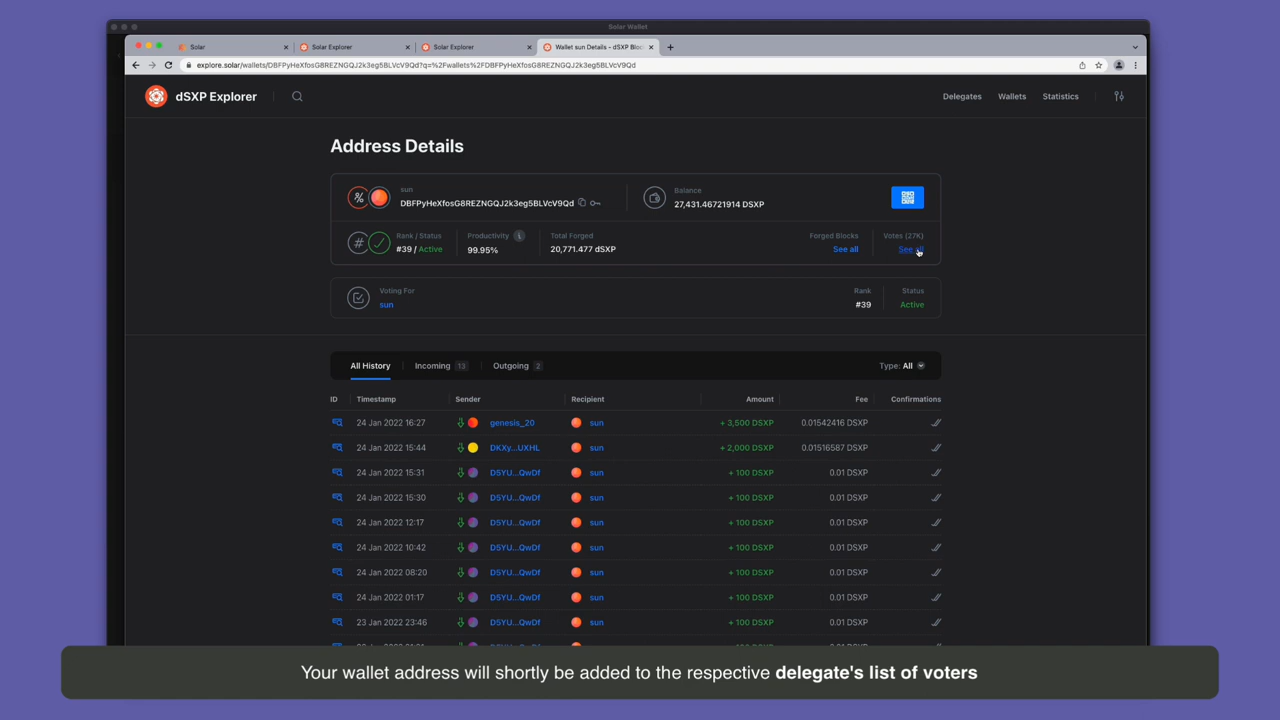 Solar Wallet
Solar
Solar Explorer
Solar Explorer
Wallet sun Details - dSXP Bloc
explore.solar/wallets/DBFPyHeXfosG8REZNGQJ2k3eg5BLVcV9Qd?q=%2Fwallets%2FDBFPyHeXfosG8REZNGQJ2k3eg5BLVcV9Qd
dSXP Explorer
Delegates Wallets Statistics
Address Details
sun
DBFPyHeXfosG8REZNGQJ2k3eg5BLVcV9Qd
Balance
27,431.46721914 DSXP
Rank / Status
#39 / Active
Productivity
99.95%
Total Forged
20,771.477 dSXP
Forged Blocks
See all
Votes (27K)
See all
Voting For
sun
Rank
#39
Status
Active
All History Incoming 13 Outgoing 2 Type: All
ID Timestamp Sender Recipient Amount Fee Confirmations
24 Jan 2022 16:27 genesis_20 sun + 3,500 DSXP 0.01542416 DSXP
24 Jan 2022 15:44 DKXy...UXHL sun + 2,000 DSXP 0.01516587 DSXP
24 Jan 2022 15:31 D5YU...QwDf sun + 100 DSXP 0.01 DSXP
24 Jan 2022 15:30 D5YU...QwDf sun + 100 DSXP 0.01 DSXP
24 Jan 2022 12:17 D5YU...QwDf sun + 100 DSXP 0.01 DSXP
24 Jan 2022 10:42 D5YU...QwDf sun + 100 DSXP 0.01 DSXP
24 Jan 2022 08:20 D5YU...QwDf sun + 100 DSXP 0.01 DSXP
24 Jan 2022 01:17 D5YU...QwDf sun + 100 DSXP 0.01 DSXP
23 Jan 2022 23:46 D5YU...QwDf sun + 100 DSXP 0.01 DSXP
Your wallet address will shortly be added to the respective delegate's list of voters